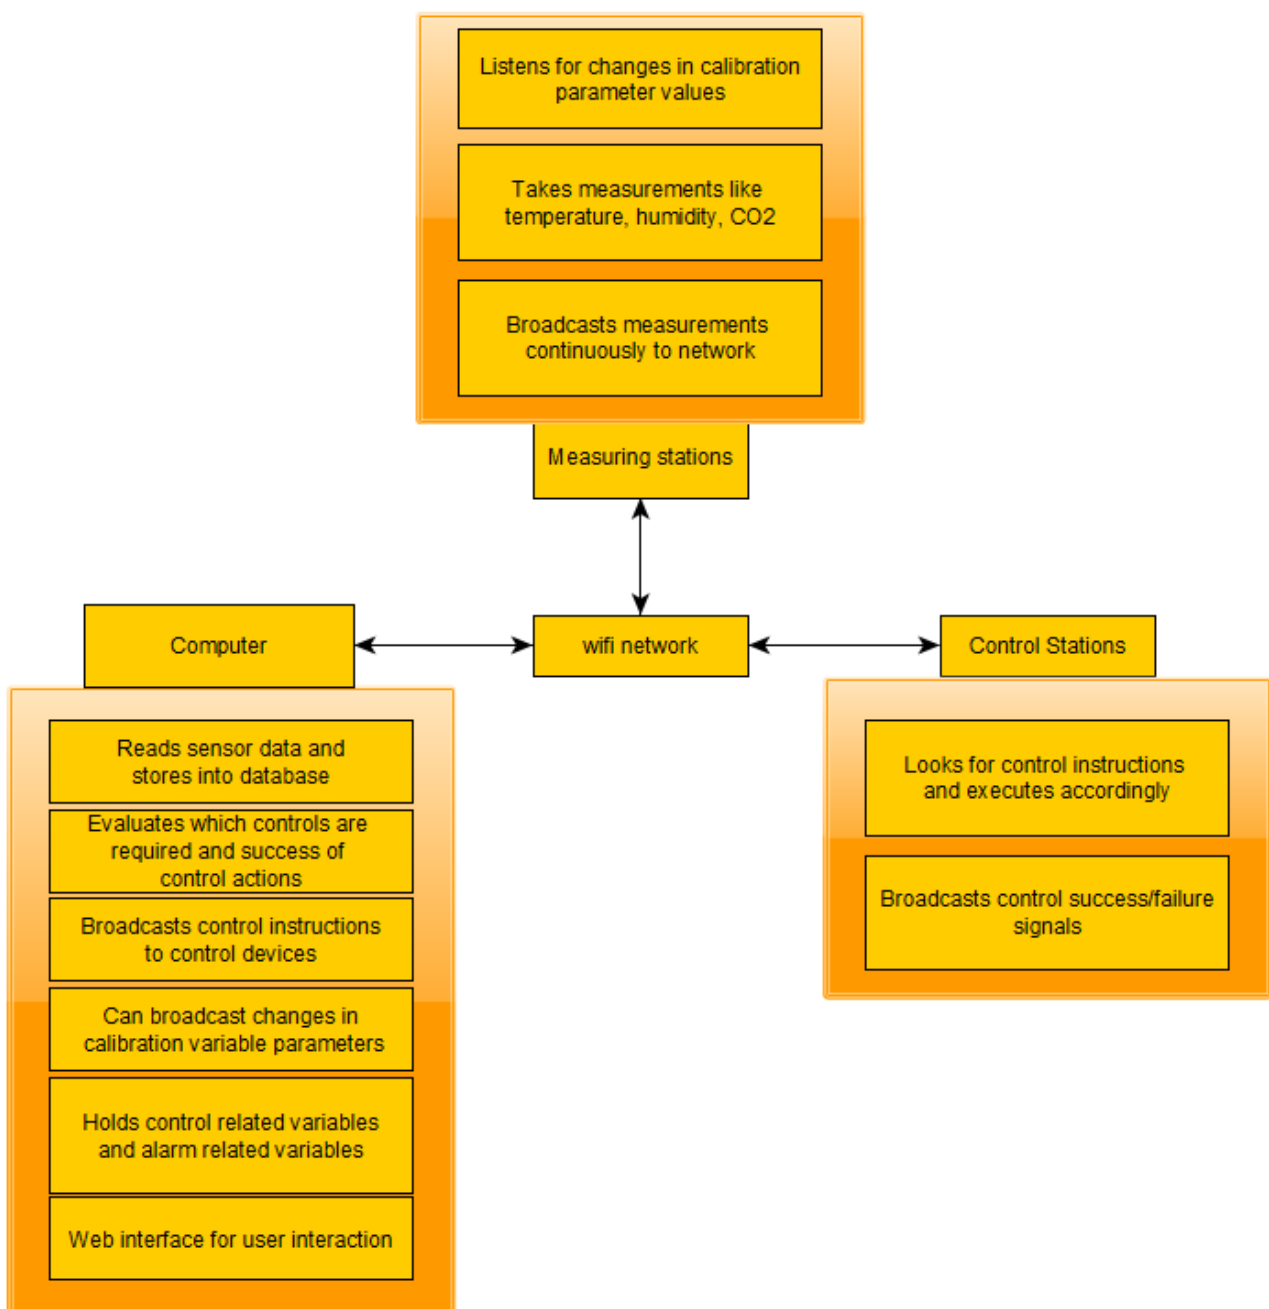 Listens for changes in calibration
parameter values
Takes measurements like
temperature, humidity, CO2
Broadcasts measurements
continuously to network
Measuring stations
Computer
wifi network
Control Stations
Reads sensor data and
stores into database
Evaluates which controls are
required and success of
control actions
Broadcasts control instructions
to control devices
Can broadcast changes in
calibration variable parameters
Holds control related variables
and alarm related variables
Web interface for user interaction
Looks for control instructions
and executes accordingly
Broadcasts control success/failure
signals